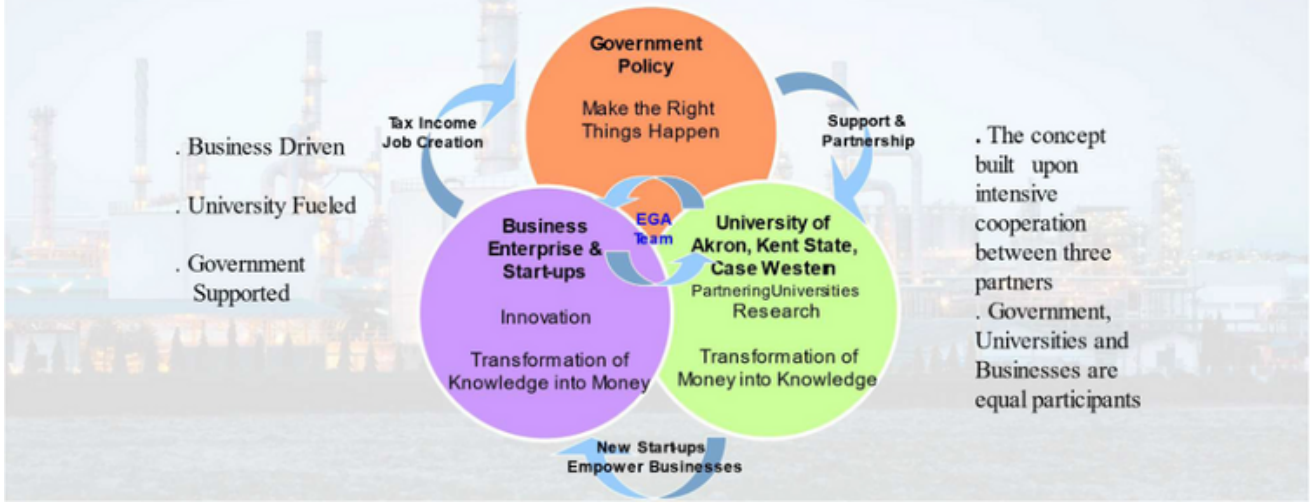 Government
Policy
Make the Right
Things Happen
Tax Income
Job Creation
Support &
Partnership
. Business Driven
. University Fueled
. Government
Supported
EGA
Team
Business
Enterprise &
Start-ups
Innovation
Transformation of
Knowledge into Money
University of
Akron, Kent State,
Case Westen
PartneringUniversities
Research
Transformation of
Money into Knowledge
New Start-ups
Empower Businesses
. The concept
built upon
intensive
cooperation
between three
partners
. Government,
Universities and
Businesses are
equal participants